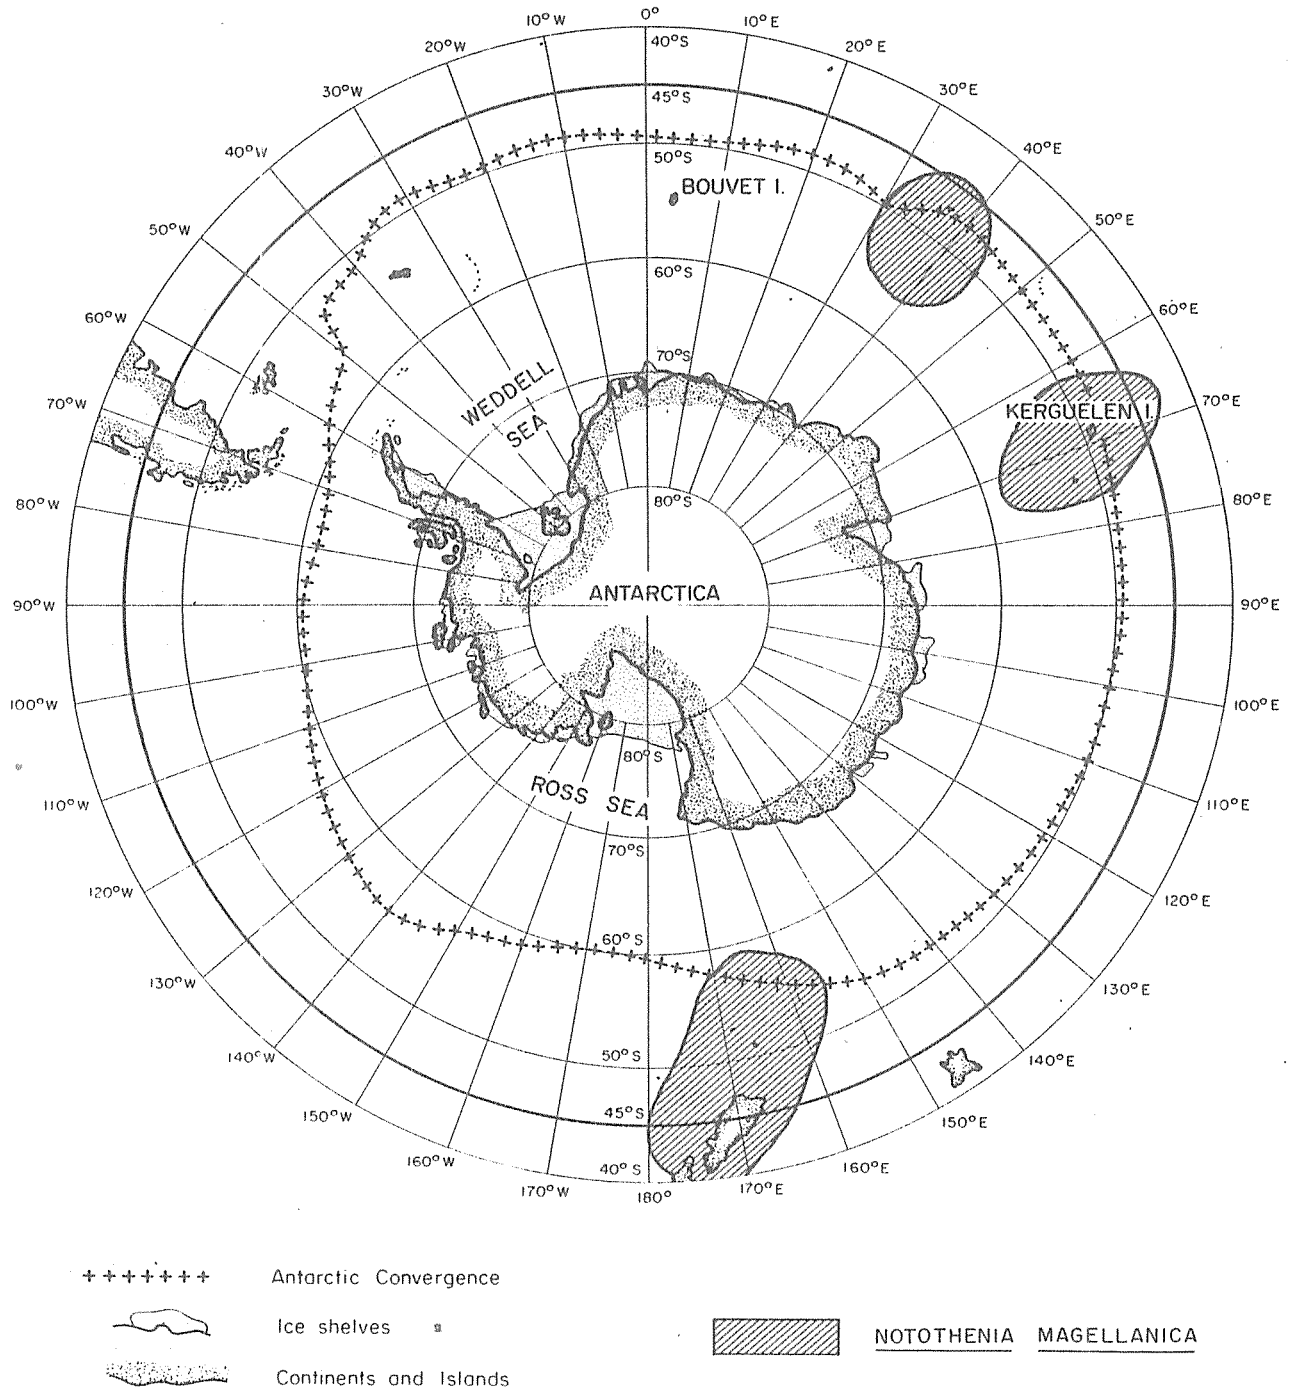 0°
10°W
10°E
20°W
40°S
20°E
30°W
45°S
30°E
40°W
50°S
40°E
BOUVET I.
50°W
50°E
60°S
60°W
60°E
70°S
WEDDELL
SEA
70°W
70°E
KERGUELEN I.
80°W
80°S
80°E
ANTARCTICA
90°W
90°E
100°W
100°E
80°S
ROSS SEA
110°W
110°E
70°S
120°W
120°E
60°S
130°W
130°E
50°S
140°W
140°E
45°S
150°W
150°E
160°W
40°S
160°E
170°W
180°
170°E
Antarctic Convergence
Ice shelves
NOTOTHENIA MAGELLANICA
Continents and Islands